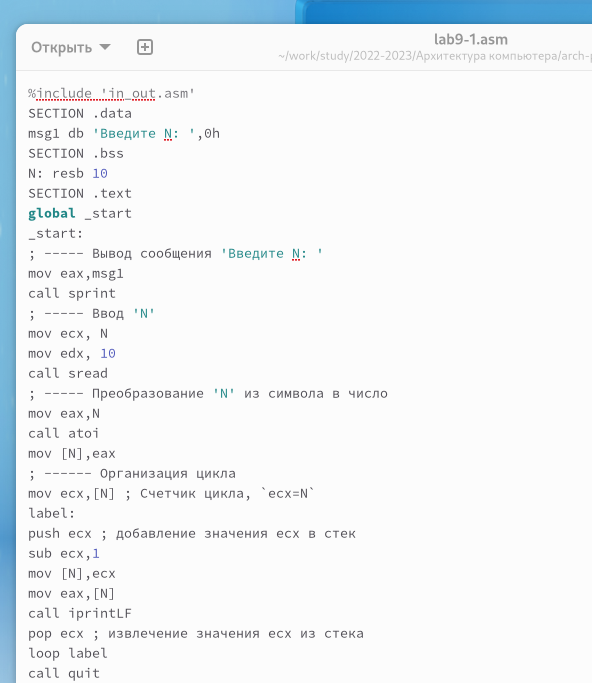 Открыть
lab9-1.asm
~/work/study/2022-2023/Архитектура компьютера/arch-
%include 'in_out.asm'
SECTION .data
msg1 db 'Введите N: ',0h
SECTION .bss
N: resb 10
SECTION .text
global _start
_start:
; ----- Вывод сообщения 'Введите N: '
mov eax,msg1
call sprint
; ----- Ввод 'N'
mov ecx, N
mov edx, 10
call sread
; ----- Преобразование 'N' из символа в число
mov eax,N
call atoi
mov [N],eax
; ------ Организация цикла
mov ecx,[N] ; Счетчик цикла, `ecx=N`
label:
push ecx ; добавление значения ecx в стек
sub ecx,1
mov [N],ecx
mov eax,[N]
call iprintLF
pop ecx ; извлечение значения ecx из стека
loop label
call quit